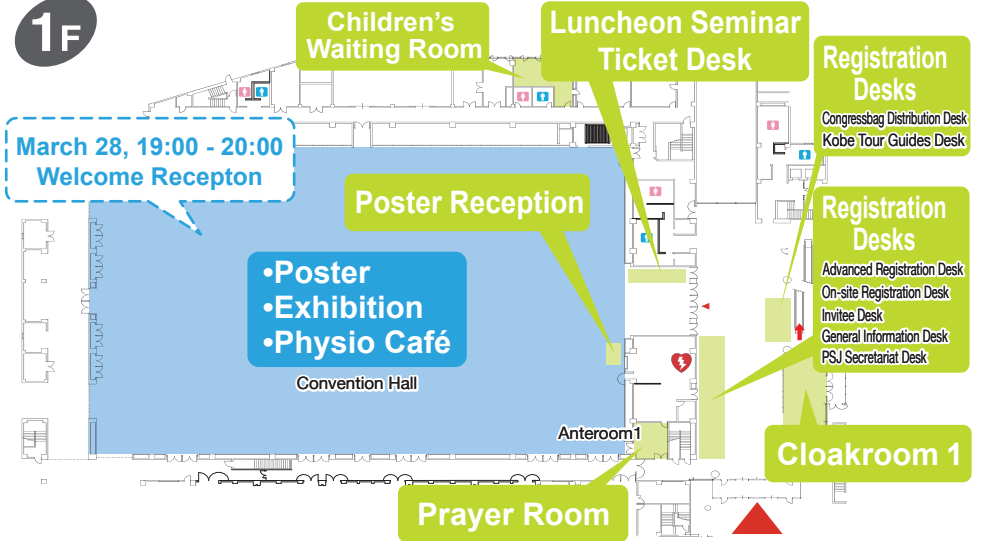 1F
Children's
Waiting Room
Luncheon Seminar
Ticket Desk
Registration
Desks
Congressbag Distribution Desk
Kobe Tour Guides Desk
March 28, 19:00 - 20:00
Welcome Recepton
Poster Reception
Registration
Desks
Advanced Registration Desk
On-site Registration Desk
Invitee Desk
General Information Desk
PSJ Secretariat Desk
•Poster
•Exhibition
•Physio Café
Convention Hall
Anteroom1
Cloakroom 1
Prayer Room